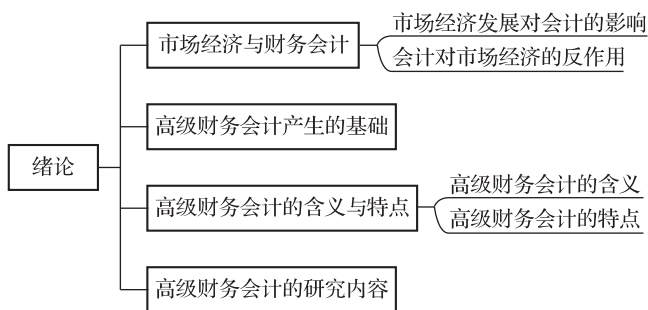 绪论
市场经济与财务会计
市场经济发展对会计的影响
会计对市场经济的反作用
高级财务会计产生的基础
高级财务会计的含义与特点
高级财务会计的含义
高级财务会计的特点
高级财务会计的研究内容